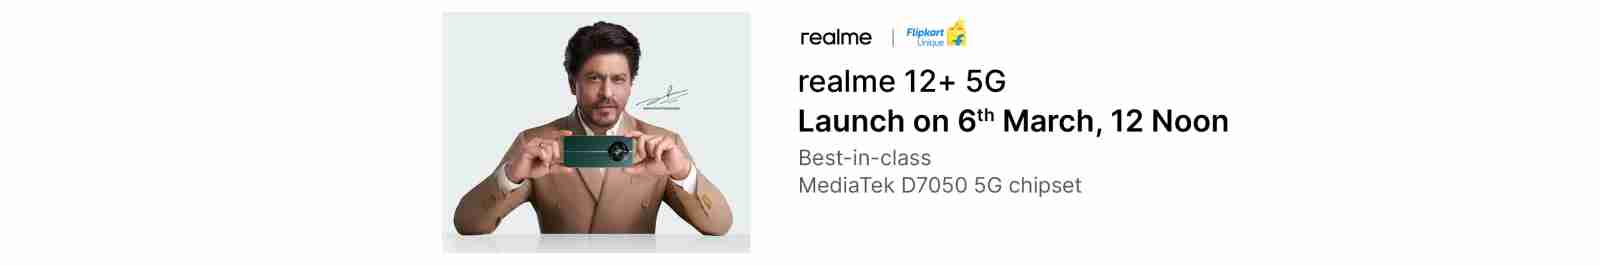 realme | Flipkart
Unique
realme 12+ 5G
Launch on 6th March, 12 Noon
Best-in-class
MediaTek D7050 5G chipset